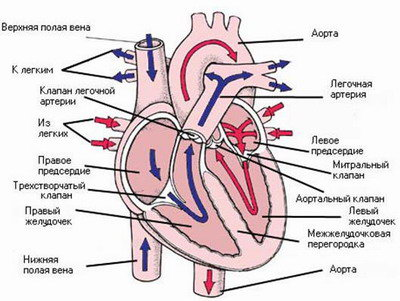 Верхняя полая вена
К легким
Клапан легочной
артерии
Из
легких
Правое
предсердие
Трехстворчатый
клапан
Правый
желудочек
Нижняя
полая вена
Аорта
Легочная
артерия
Левое
предсердие
Митральный
клапан
Аортальный клапан
Левый
желудочек
Межжелудочковая
перегородка
Аорта